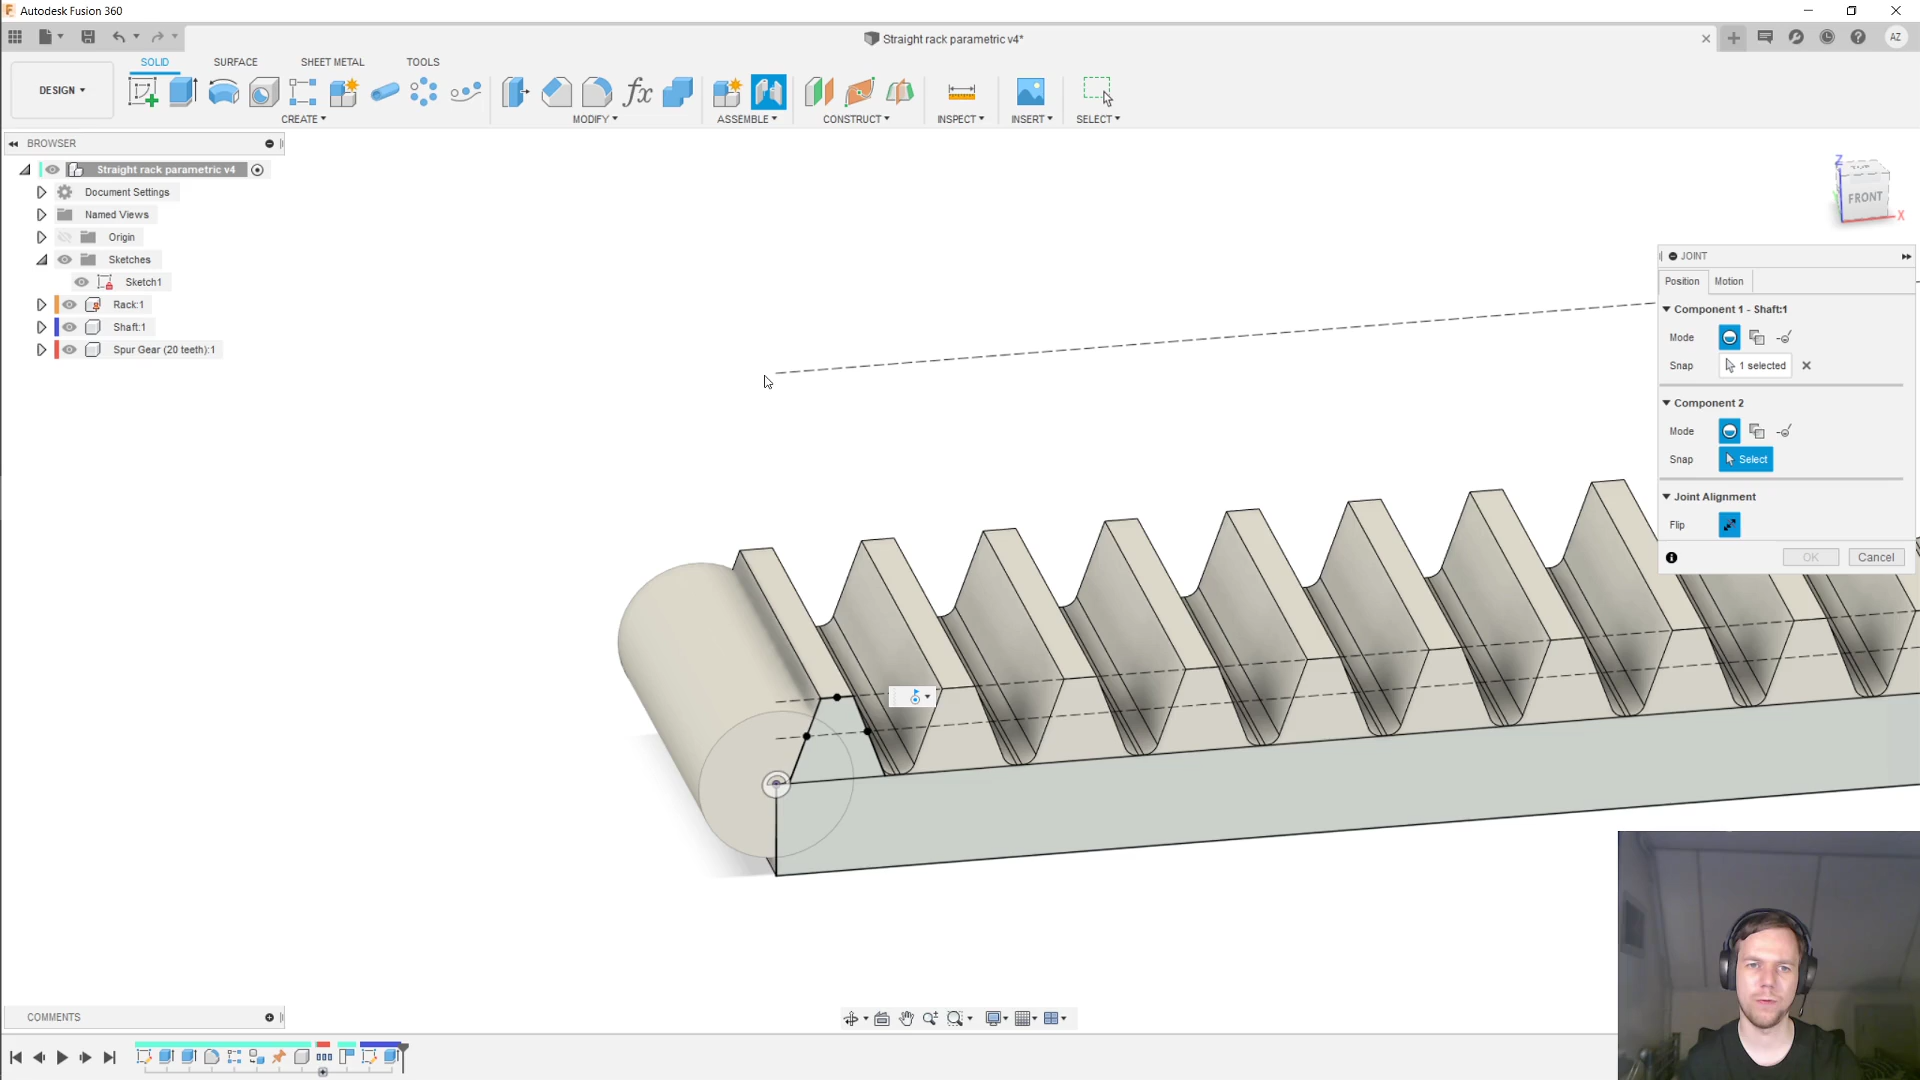 Autodesk Fusion 360
Straight rack parametric v4*
AZ
SOLID SURFACE SHEET METAL TOOLS
DESIGN
CREATE MODIFY ASSEMBLE CONSTRUCT INSPECT INSERT SELECT
BROWSER
Straight rack parametric v4
Document Settings
Named Views
Origin
Sketches
Sketch1
Rack:1
Shaft:1
Spur Gear (20 teeth):1
Z
TOP
FRONT
X
JOINT
Position Motion
Component 1 - Shaft:1
Mode
Snap 1 selected
Component 2
Mode
Snap Select
Joint Alignment
Flip
OK Cancel
COMMENTS